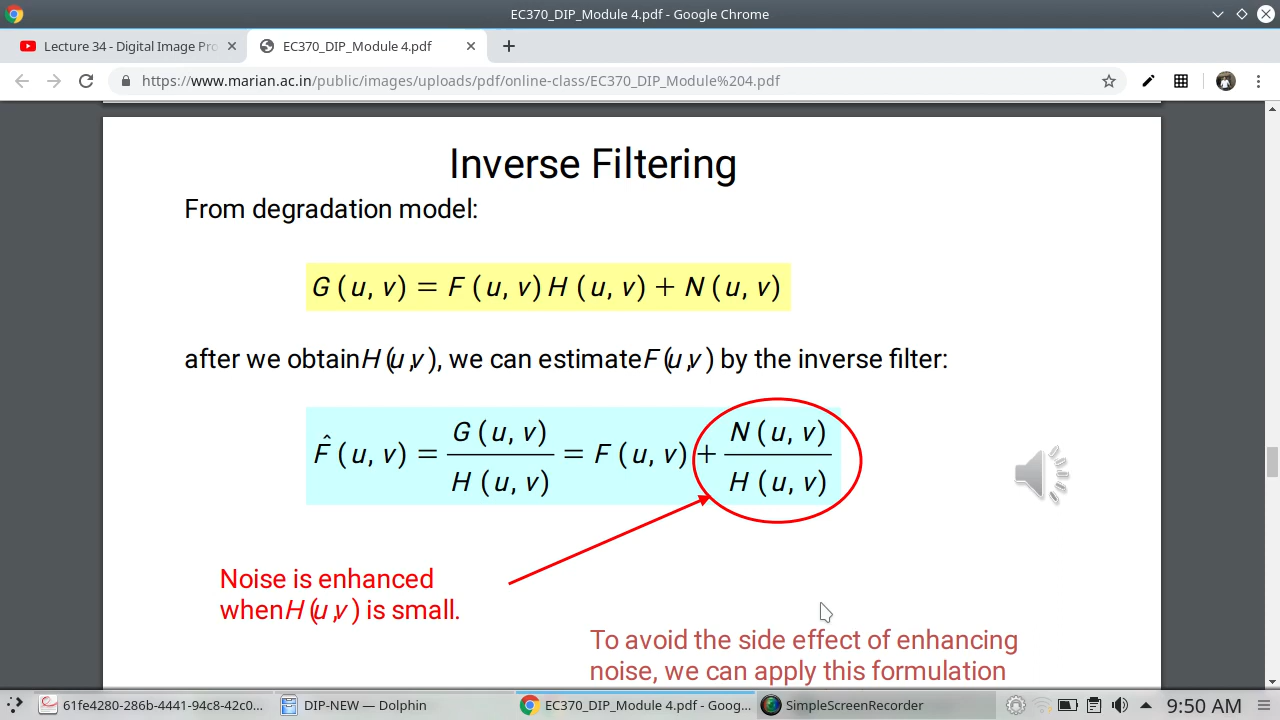 EC370_DIP_Module 4.pdf - Google Chrome
Lecture 34 - Digital Image Pro
EC370_DIP_Module 4.pdf
https://www.marian.ac.in/public/images/uploads/pdf/online-class/EC370_DIP_Module%204.pdf
Inverse Filtering
From degradation model:
G (u, v) = F (u, v) H (u, v) + N (u, v)
after we obtain H (u,v), we can estimate F (u,v) by the inverse filter:
F̂ (u, v) = G (u, v) / H (u, v) = F (u, v) + N (u, v) / H (u, v)
Noise is enhanced
when H (u,v) is small.
To avoid the side effect of enhancing
noise, we can apply this formulation
61fe4280-286b-4441-94c8-42c0... DIP-NEW — Dolphin EC370_DIP_Module 4.pdf - Goog... SimpleScreenRecorder 9:50 AM